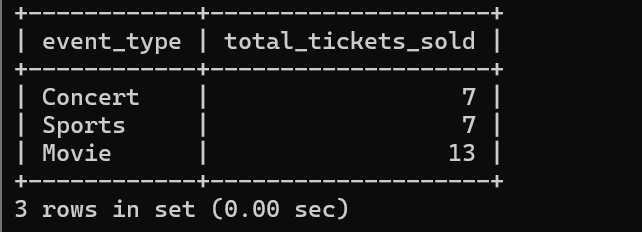 +------------+--------------------+
| event_type | total_tickets_sold |
+------------+--------------------+
| Concert    |                  7 |
| Sports     |                  7 |
| Movie      |                 13 |
+------------+--------------------+
3 rows in set (0.00 sec)